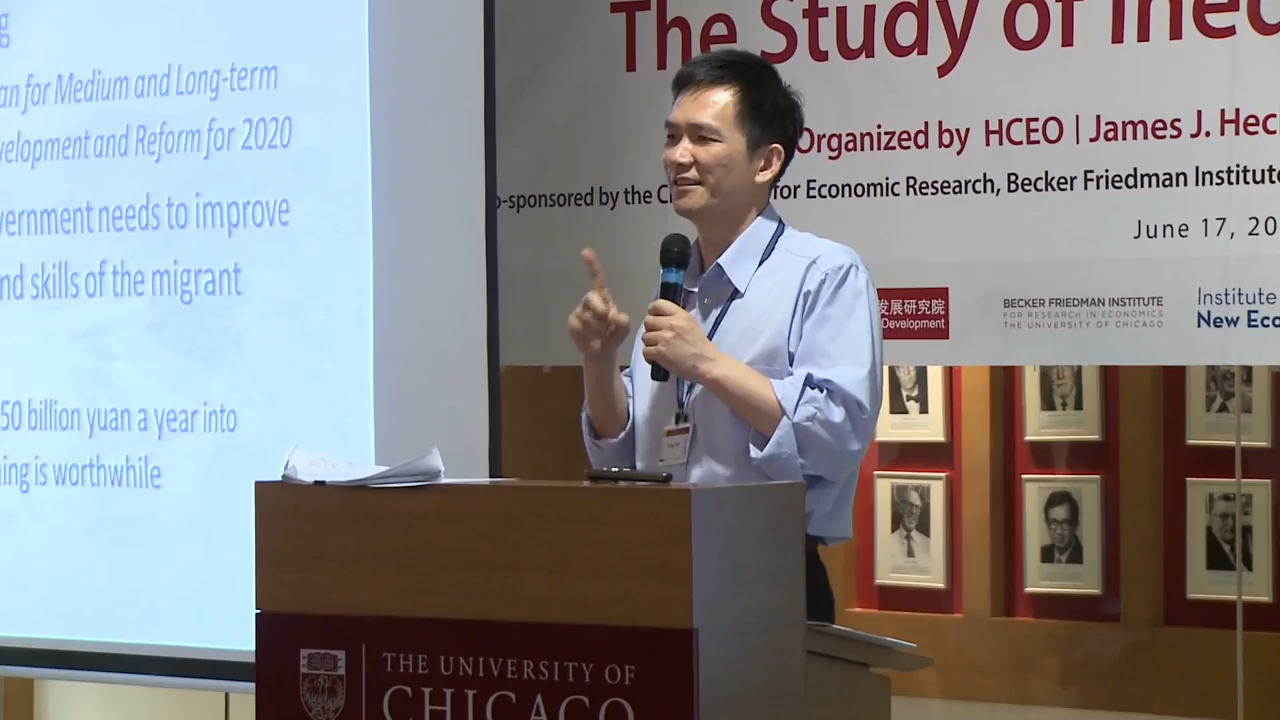 g
an for Medium and Long-term
velopment and Reform for 2020
vernment needs to improve
nd skills of the migrant
50 billion yuan a year into
ning is worthwhile
The Study of Ineq
Organized by HCEO | James J. Hec
o-sponsored by the C for Economic Research, Becker Friedman Institute
June 17, 20
发展研究院
Development
BECKER FRIEDMAN INSTITUTE
FOR RESEARCH IN ECONOMICS
THE UNIVERSITY OF CHICAGO
Institute
New Eco
THE UNIVERSITY OF
CHICAGO